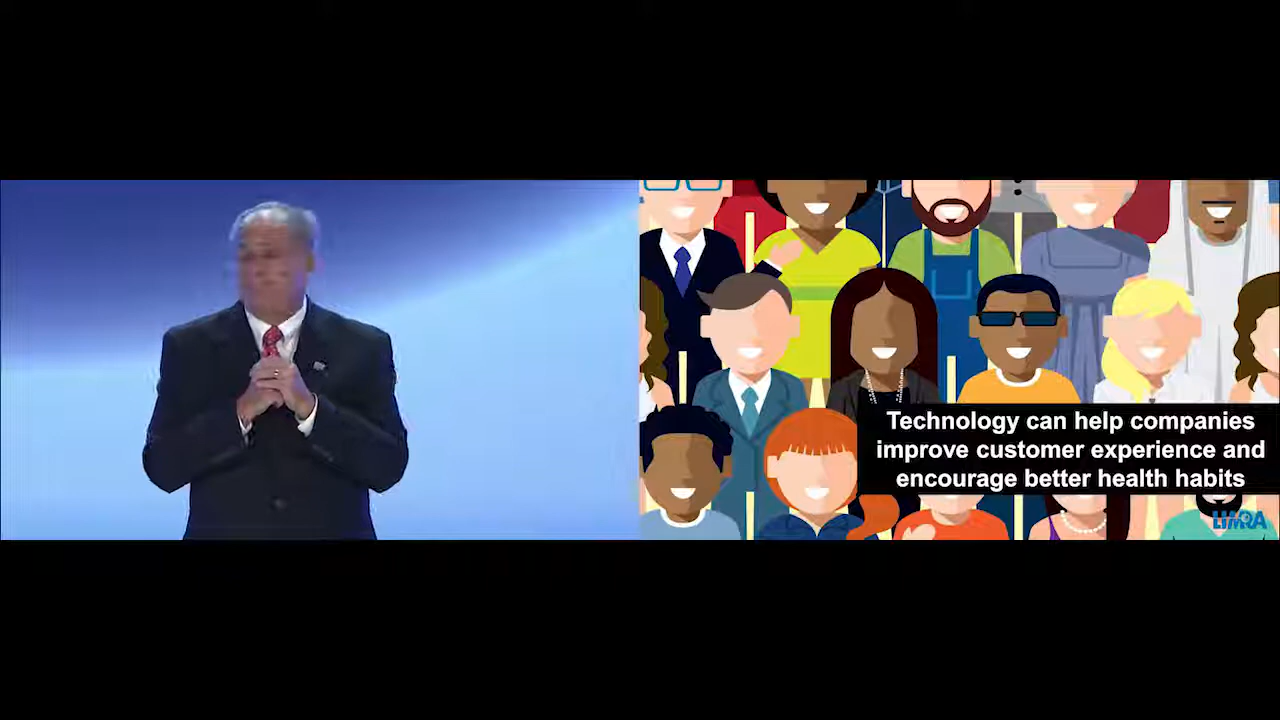 Technology can help companies
improve customer experience and
encourage better health habits
LIMRA